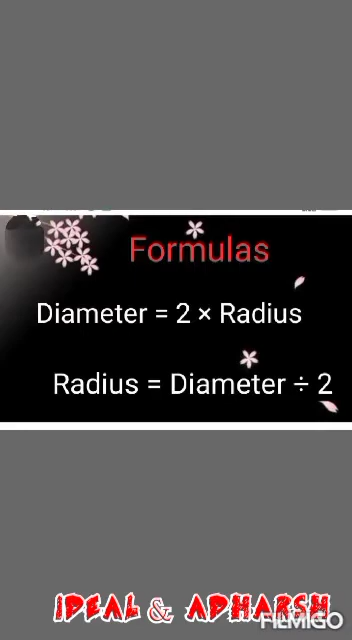 Formulas
Diameter = 2 × Radius
Radius = Diameter ÷ 2
IDEAL & ADHARSH
FILMIGO